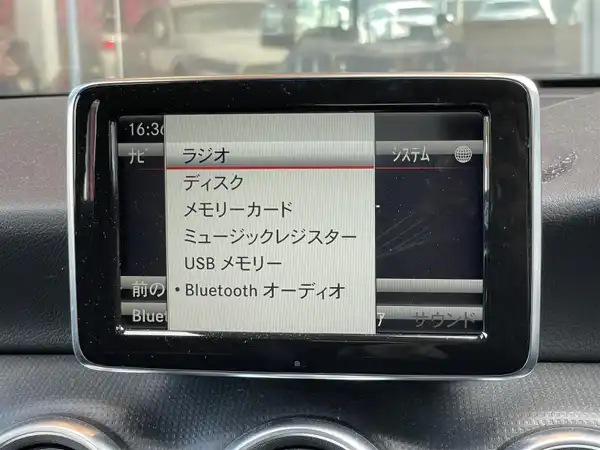 16:36
ナビ
システム
ラジオ
ディスク
メモリーカード
ミュージックレジスター
USB メモリー
• Bluetooth オーディオ
前の
Bluet
サウンド